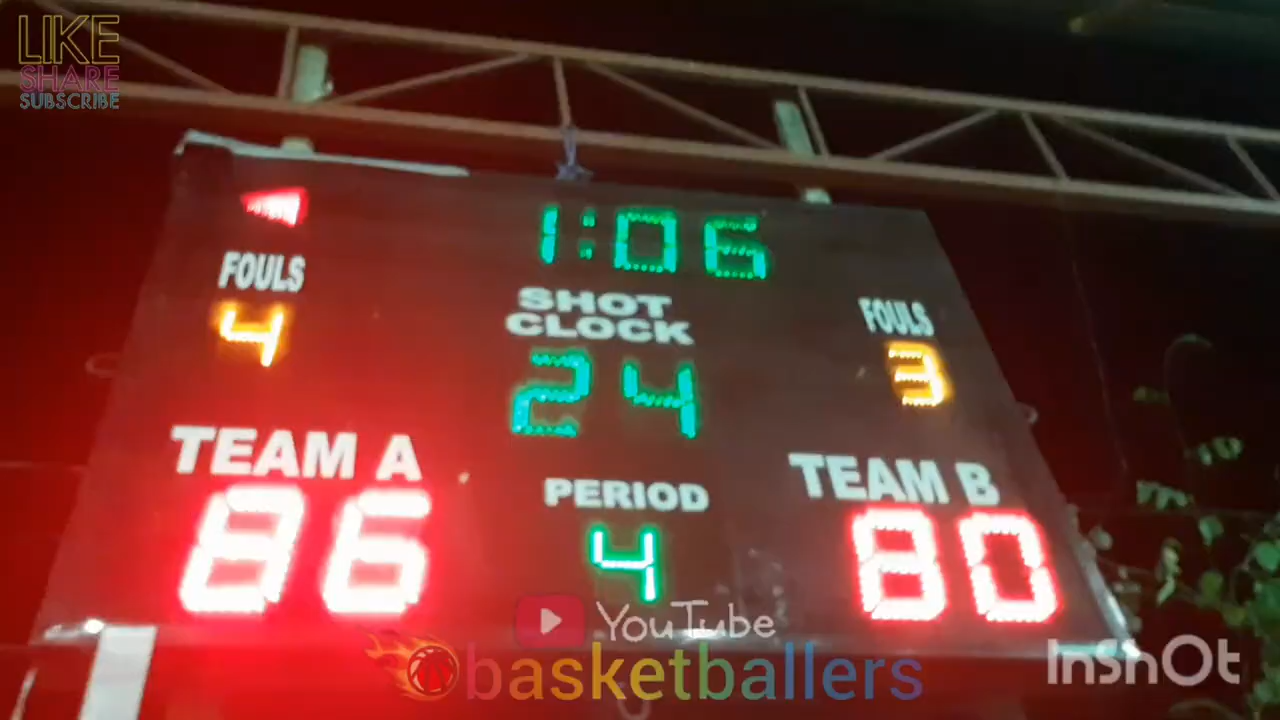 LIKE
SHARE
SUBSCRIBE
1:06
FOULS
4
SHOT
CLOCK
24
FOULS
3
TEAM A
86
PERIOD
4
TEAM B
80
YouTube
basketballers
InShOt